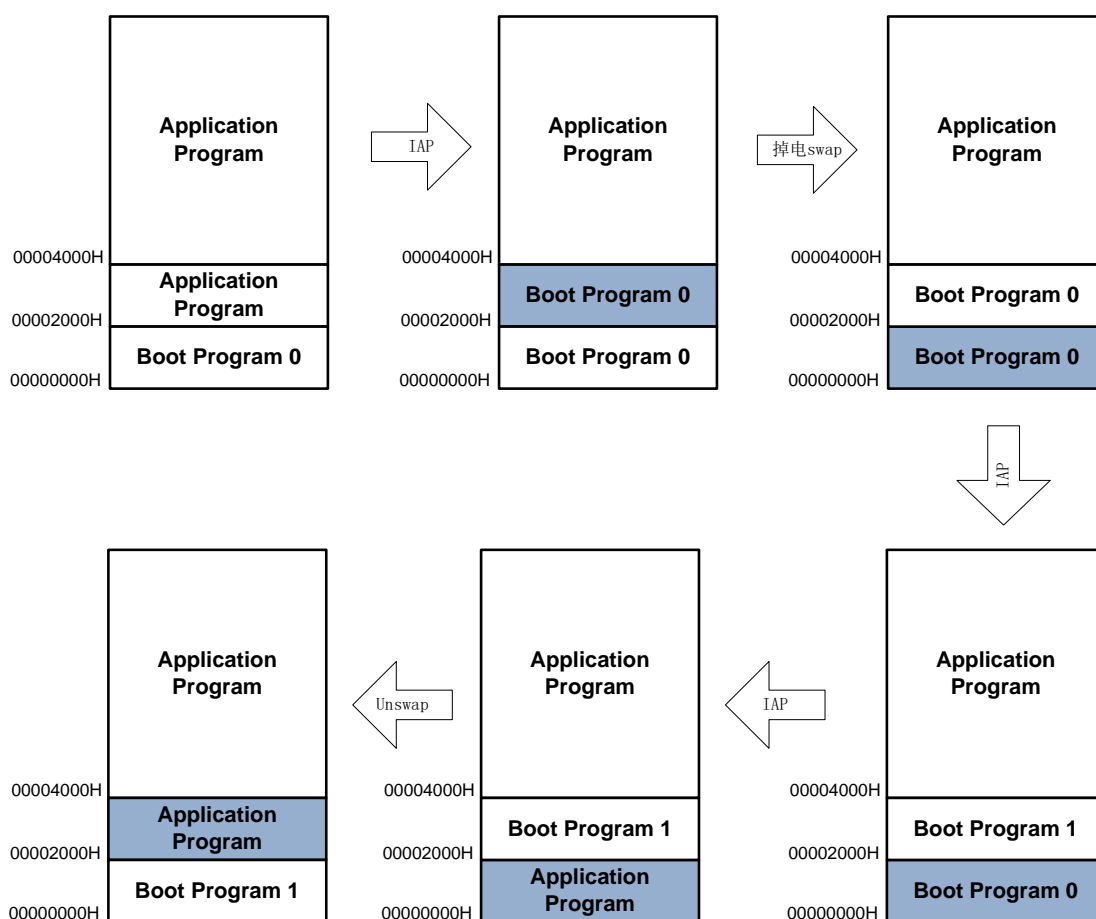 Application
Program
IAP
Application
Program
掉电swap
Application
Program
00004000H
Application
Program
00002000H
Boot Program 0
00000000H
00004000H
Boot Program 0
00002000H
Boot Program 0
00000000H
00004000H
Boot Program 0
00002000H
Boot Program 0
00000000H
IAP
Application
Program
Unswap
Application
Program
IAP
Application
Program
00004000H
Application
Program
00002000H
Boot Program 1
00000000H
00004000H
Boot Program 1
00002000H
Application
Program
00000000H
00004000H
Boot Program 1
00002000H
Boot Program 0
00000000H